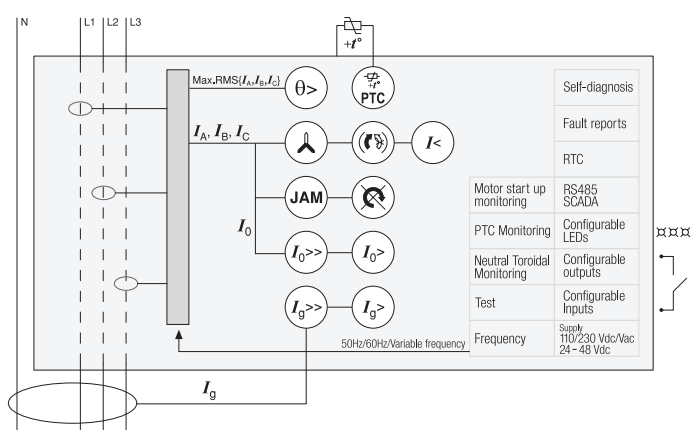 N L1 L2 L3
+t°
Max.RMS{IA,IB,IC}
θ>
+t°
PTC
Self-diagnosis
Fault reports
IA, IB, IC
I<
RTC
JAM
Motor start up
monitoring
RS485
SCADA
I0
PTC Monitoring
Configurable
LEDs
I0>>
I0>
Neutral Toroidal
Monitoring
Configurable
outputs
Ig>>
Ig>
Test
Configurable
Inputs
50Hz/60Hz/Variable frequency
Frequency
Supply
110/230 Vdc/Vac
24 – 48 Vdc
Ig